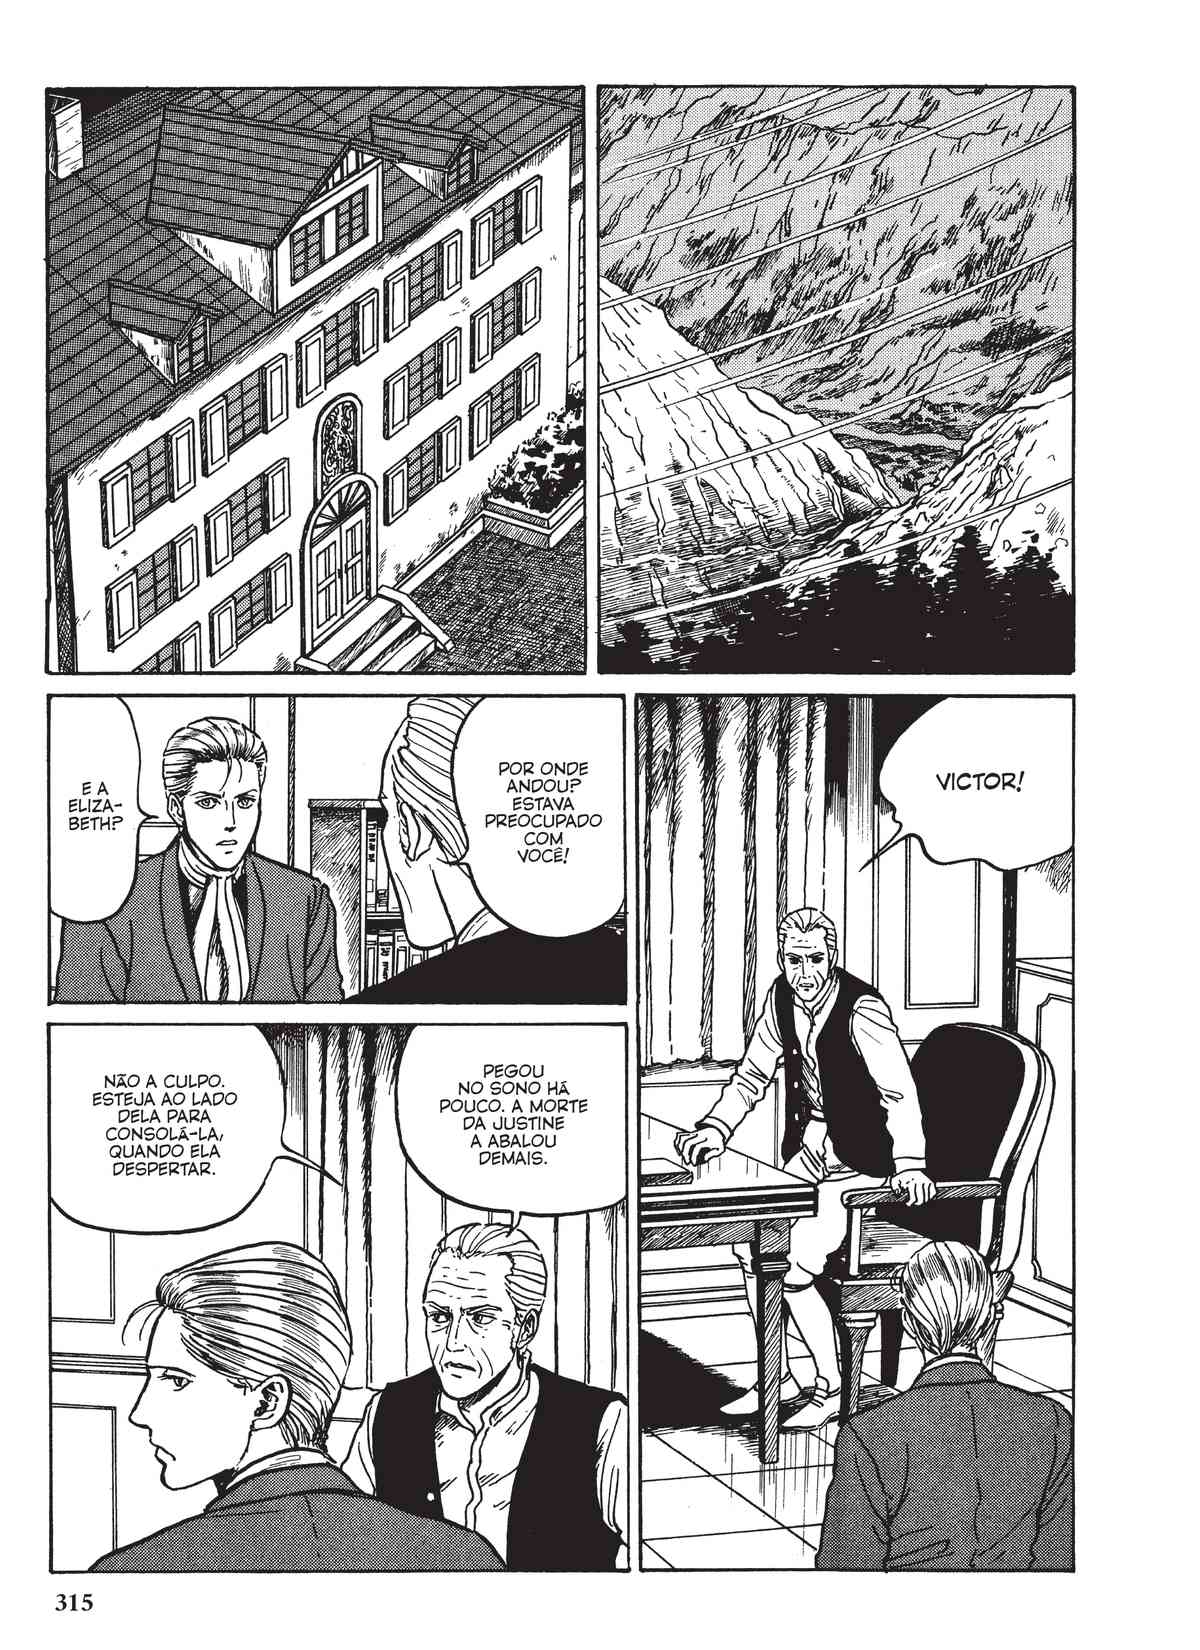 VICTOR!
POR ONDE
ANDOU?
ESTAVA
PREOCUPADO
COM
VOCÊ!
E A
ELIZA-
BETH?
PEGOU
NO SONO HÁ
POUCO. A MORTE
DA JUSTINE
A ABALOU
DEMAIS.
NÃO A CULPO.
ESTEJA AO LADO
DELA PARA
CONSOLÁ-LA,
QUANDO ELA
DESPERTAR.
315